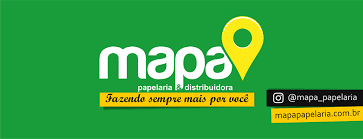 mapa
papelaria & distribuidora
Fazendo sempre mais por você
@mapa_papelaria
mapapapelaria.com.br